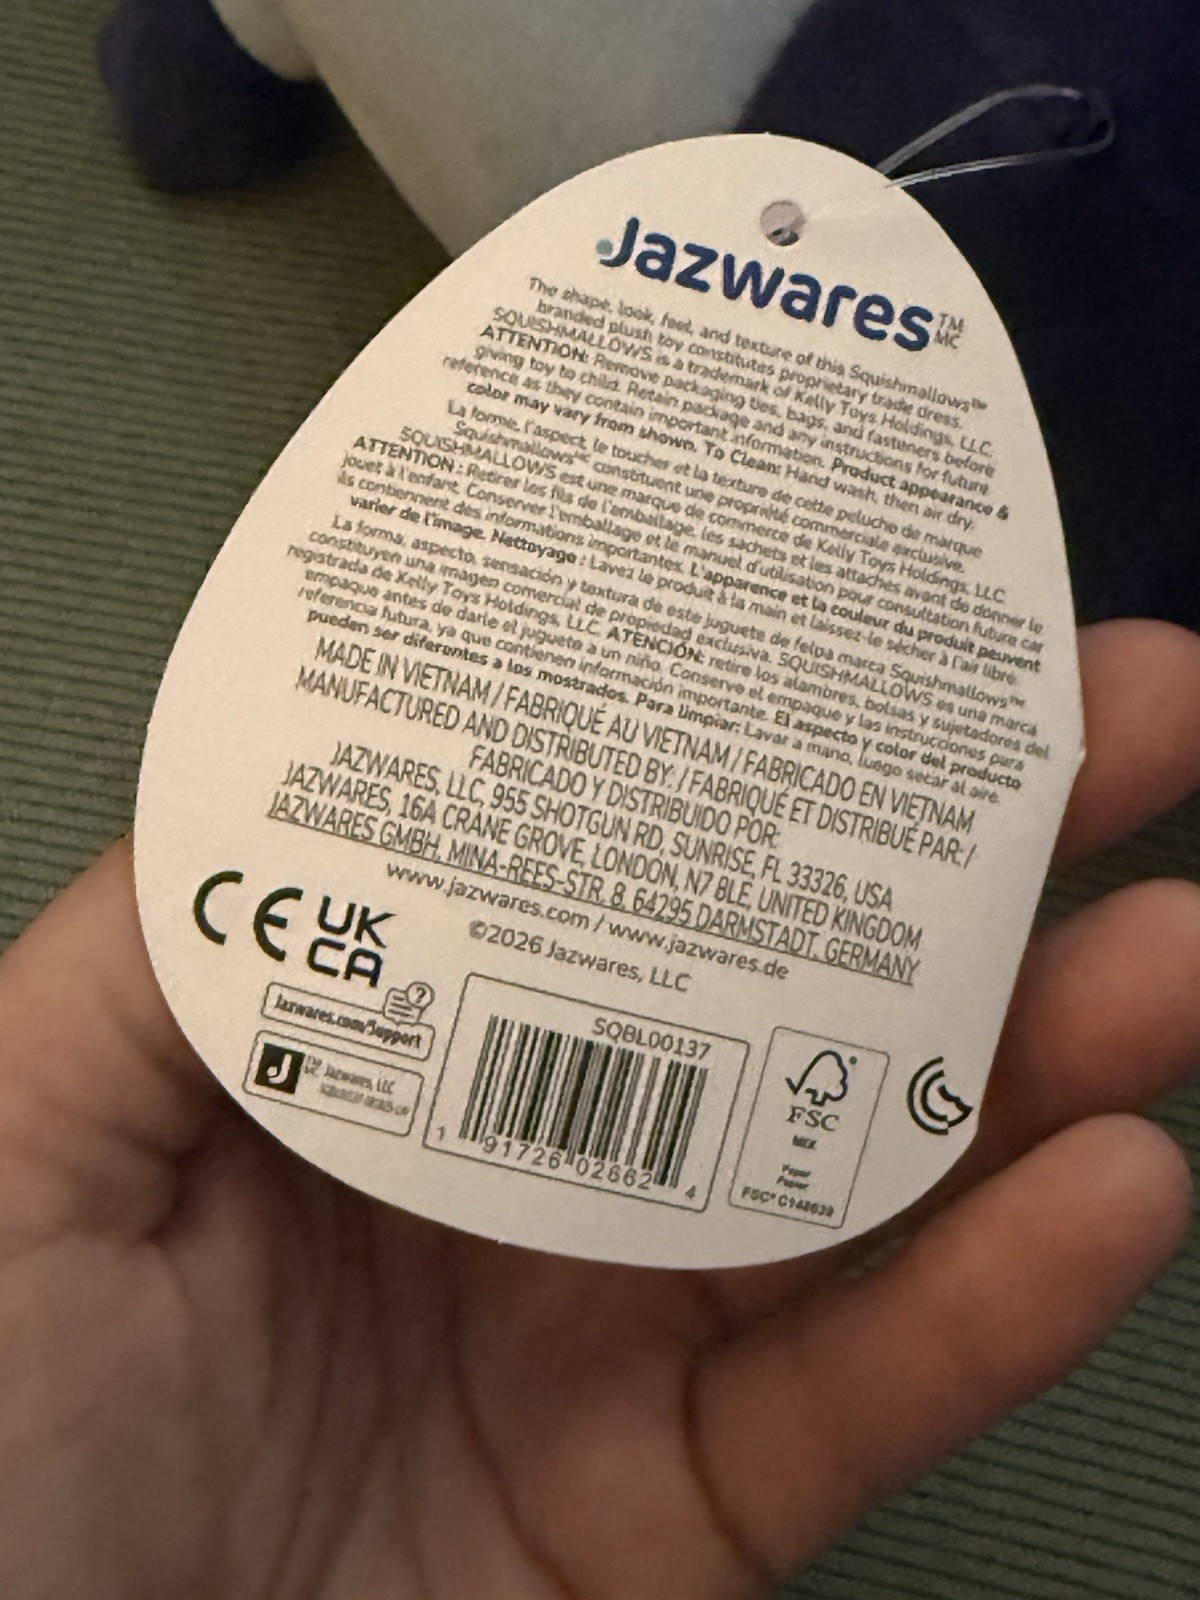 Jazwares™
MC
The shape, look, feel, and texture of this Squishmallows™
branded plush toy constitutes proprietary trade dress.
SQUISHMALLOWS is a trademark of Kelly Toys Holdings, LLC.
ATTENTION: Remove packaging ties, bags, and fasteners before
giving toy to child. Retain package and any instructions for future
reference as they contain important information. Product appearance &
color may vary from shown. To Clean: Hand wash, then air dry.
La forme, l'aspect, le toucher et la texture de cette peluche de marque
Squishmallows constituent une propriété commerciale exclusive.
SQUISHMALLOWS est une marque de commerce de Kelly Toys Holdings, LLC.
ATTENTION : Retirer les fils de l'emballage, les sachets et les attaches avant de donner le
jouet à l'enfant. Conserver l'emballage et le manuel d'utilisation pour consultation future car
ils contiennent des informations importantes. L'apparence et la couleur du produit peuvent
varier de l'image. Nettoyage : Lavez le produit à la main et laissez-le sécher à l'air libre.
La forma, aspecto, sensación y textura de este juguete de felpa marca Squishmallows™
constituyen una imagen comercial de propiedad exclusiva. SQUISHMALLOWS es una marca
registrada de Kelly Toys Holdings, LLC. ATENCIÓN: retire los alambres, bolsas y sujetadores del
empaque antes de darle el juguete a un niño. Conserve el empaque y las instrucciones para
referencia futura, ya que contienen información importante. El aspecto y color del producto
pueden ser diferentes a los mostrados. Para limpiar: Lavar a mano, luego secar al aire.
MADE IN VIETNAM / FABRIQUÉ AU VIETNAM / FABRICADO EN VIETNAM
MANUFACTURED AND DISTRIBUTED BY: / FABRIQUÉ ET DISTRIBUÉ PAR: /
FABRICADO Y DISTRIBUIDO POR:
JAZWARES, LLC, 955 SHOTGUN RD, SUNRISE, FL 33326, USA
JAZWARES, 16A CRANE GROVE, LONDON, N7 8LE, UNITED KINGDOM
JAZWARES GMBH, MINA-REES-STR. 8, 64295 DARMSTADT, GERMANY
www.jazwares.com / www.jazwares.de
©2026 Jazwares, LLC
CE
UK
CA
?
Jazwares.com/Support
J
Jazwares, LLC
SQBL00137
1 91726 02662 4
FSC
MIX
Paper
Papier
FSC® C148639